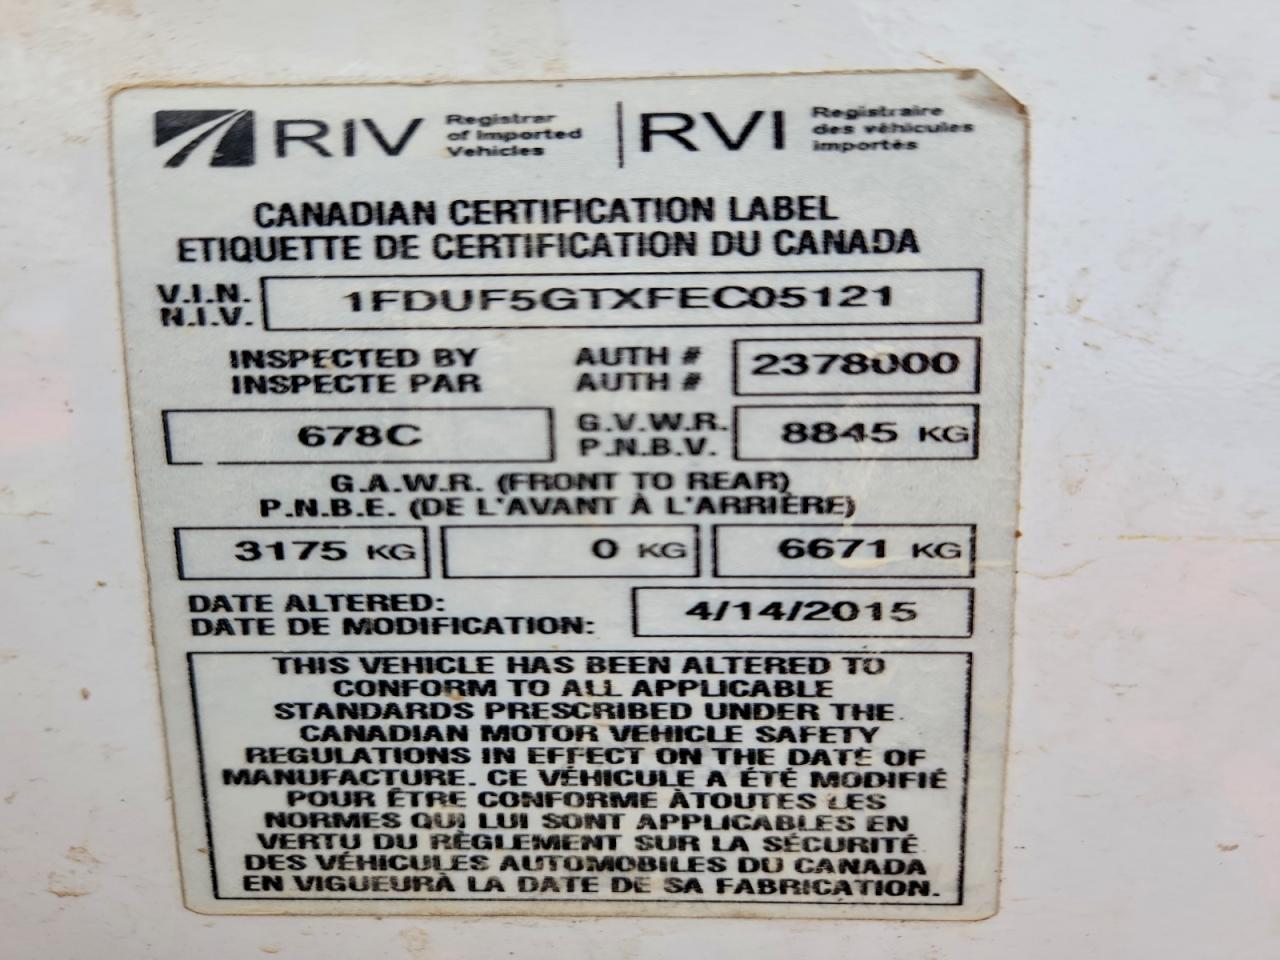 RIV Registrar of Imported Vehicles | RVI Registraire des véhicules importés
CANADIAN CERTIFICATION LABEL
ETIQUETTE DE CERTIFICATION DU CANADA
V.I.N.
N.I.V.
1FDUF5GTXFEC05121
INSPECTED BY AUTH # 2378000
INSPECTE PAR AUTH #
678C G.V.W.R. 8845 KG
P.N.B.V.
G.A.W.R. (FRONT TO REAR)
P.N.B.E. (DE L'AVANT À L'ARRIÈRE)
3175 KG 0 KG 6671 KG
DATE ALTERED:
DATE DE MODIFICATION:
4/14/2015
THIS VEHICLE HAS BEEN ALTERED TO
CONFORM TO ALL APPLICABLE
STANDARDS PRESCRIBED UNDER THE
CANADIAN MOTOR VEHICLE SAFETY
REGULATIONS IN EFFECT ON THE DATE OF
MANUFACTURE. CE VÉHICULE A ÉTÉ MODIFIÉ
POUR ÊTRE CONFORME ÀTOUTES LES
NORMES QUI LUI SONT APPLICABLES EN
VERTU DU RÈGLEMENT SUR LA SÉCURITÉ
DES VÉHICULES AUTOMOBILES DU CANADA
EN VIGUEURÀ LA DATE DE SA FABRICATION.